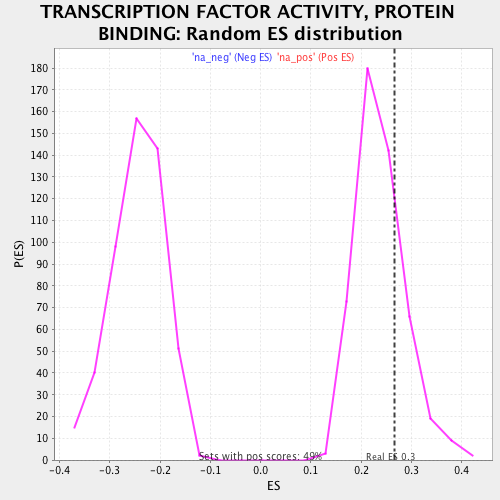 TRANSCRIPTION FACTOR ACTIVITY, PROTEIN
BINDING: Random ES distribution
'na_neg' (Neg ES) 'na_pos' (Pos ES)
180
170
160
150
140
130
120
110
100
90
80
70
60
50
40
30
20
10
0
P(ES)
Sets with pos scores: 49%
Real ES 0.3
-0.4 -0.3 -0.2 -0.1 0.0 0.1 0.2 0.3 0.4
ES